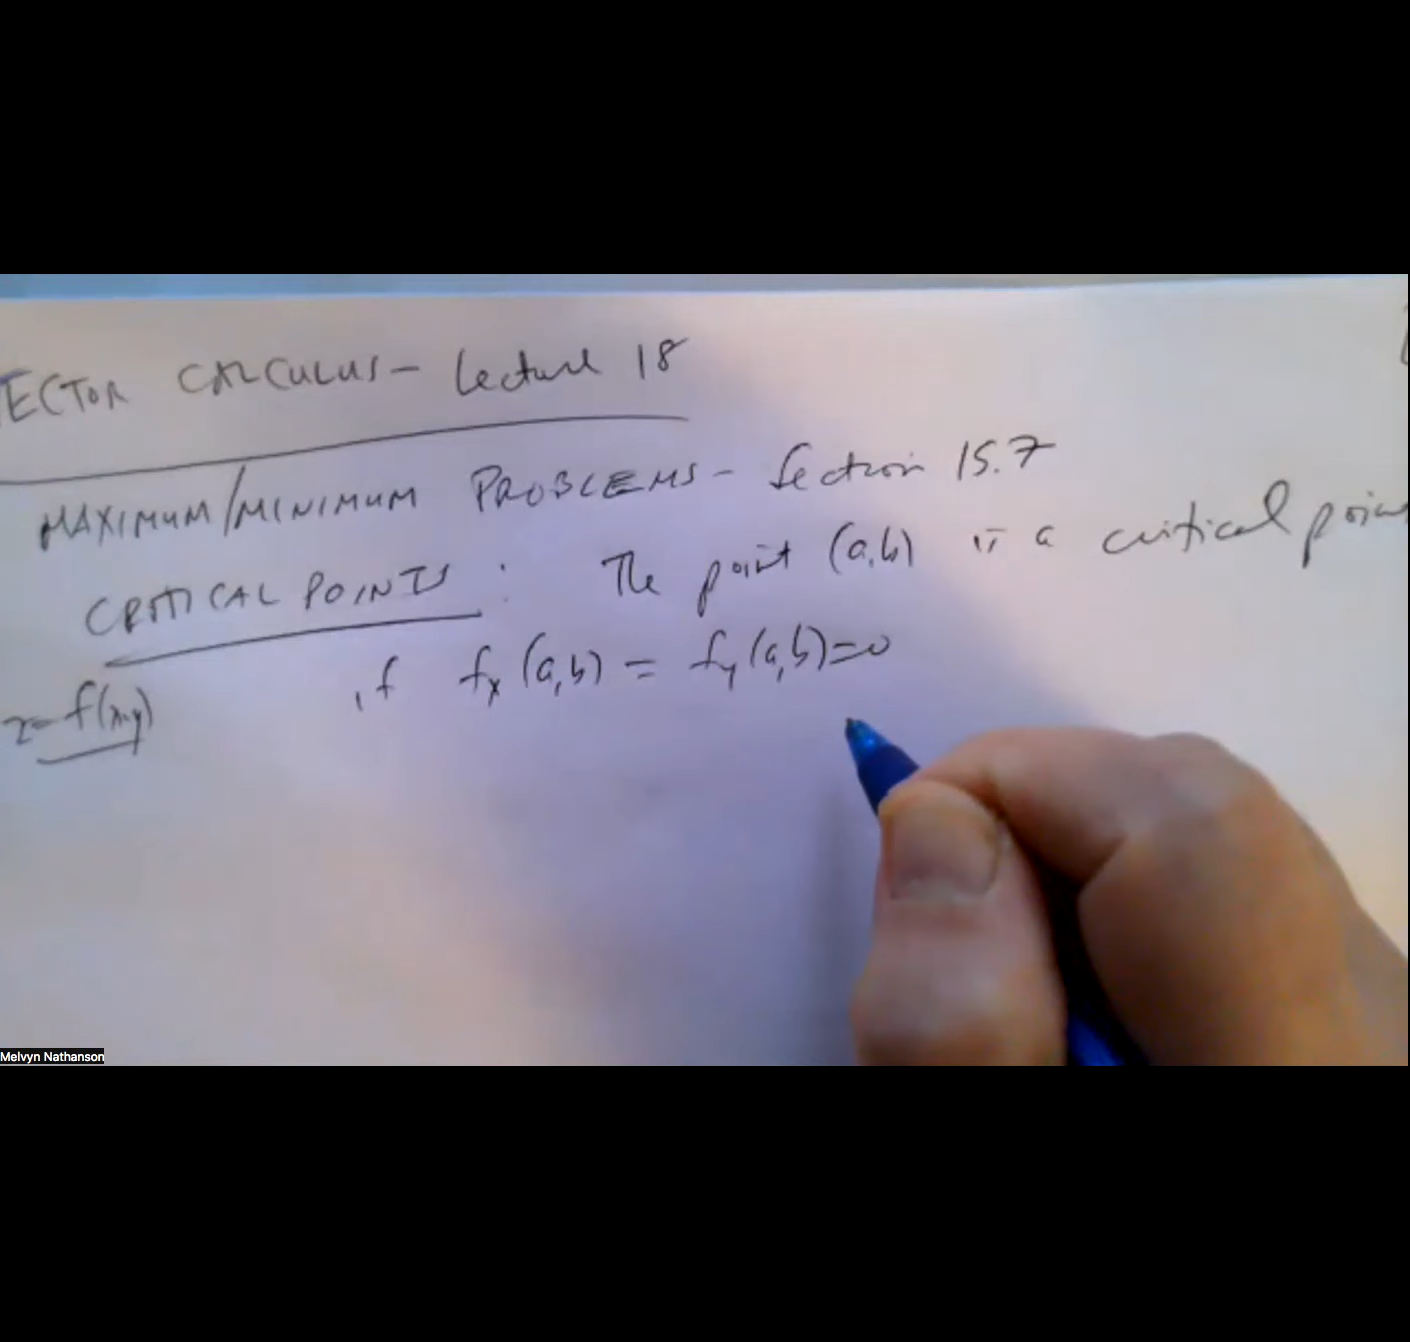 ECTOR CALCULUS - Lecture 18
MAXIMUM/MINIMUM PROBLEMS - Section 15.7
CRITICAL POINTS : The point (a,b) is a critical poin
if fx (a,b) = fy (a,b)=0
z=f(x,y)
Melvyn Nathanson